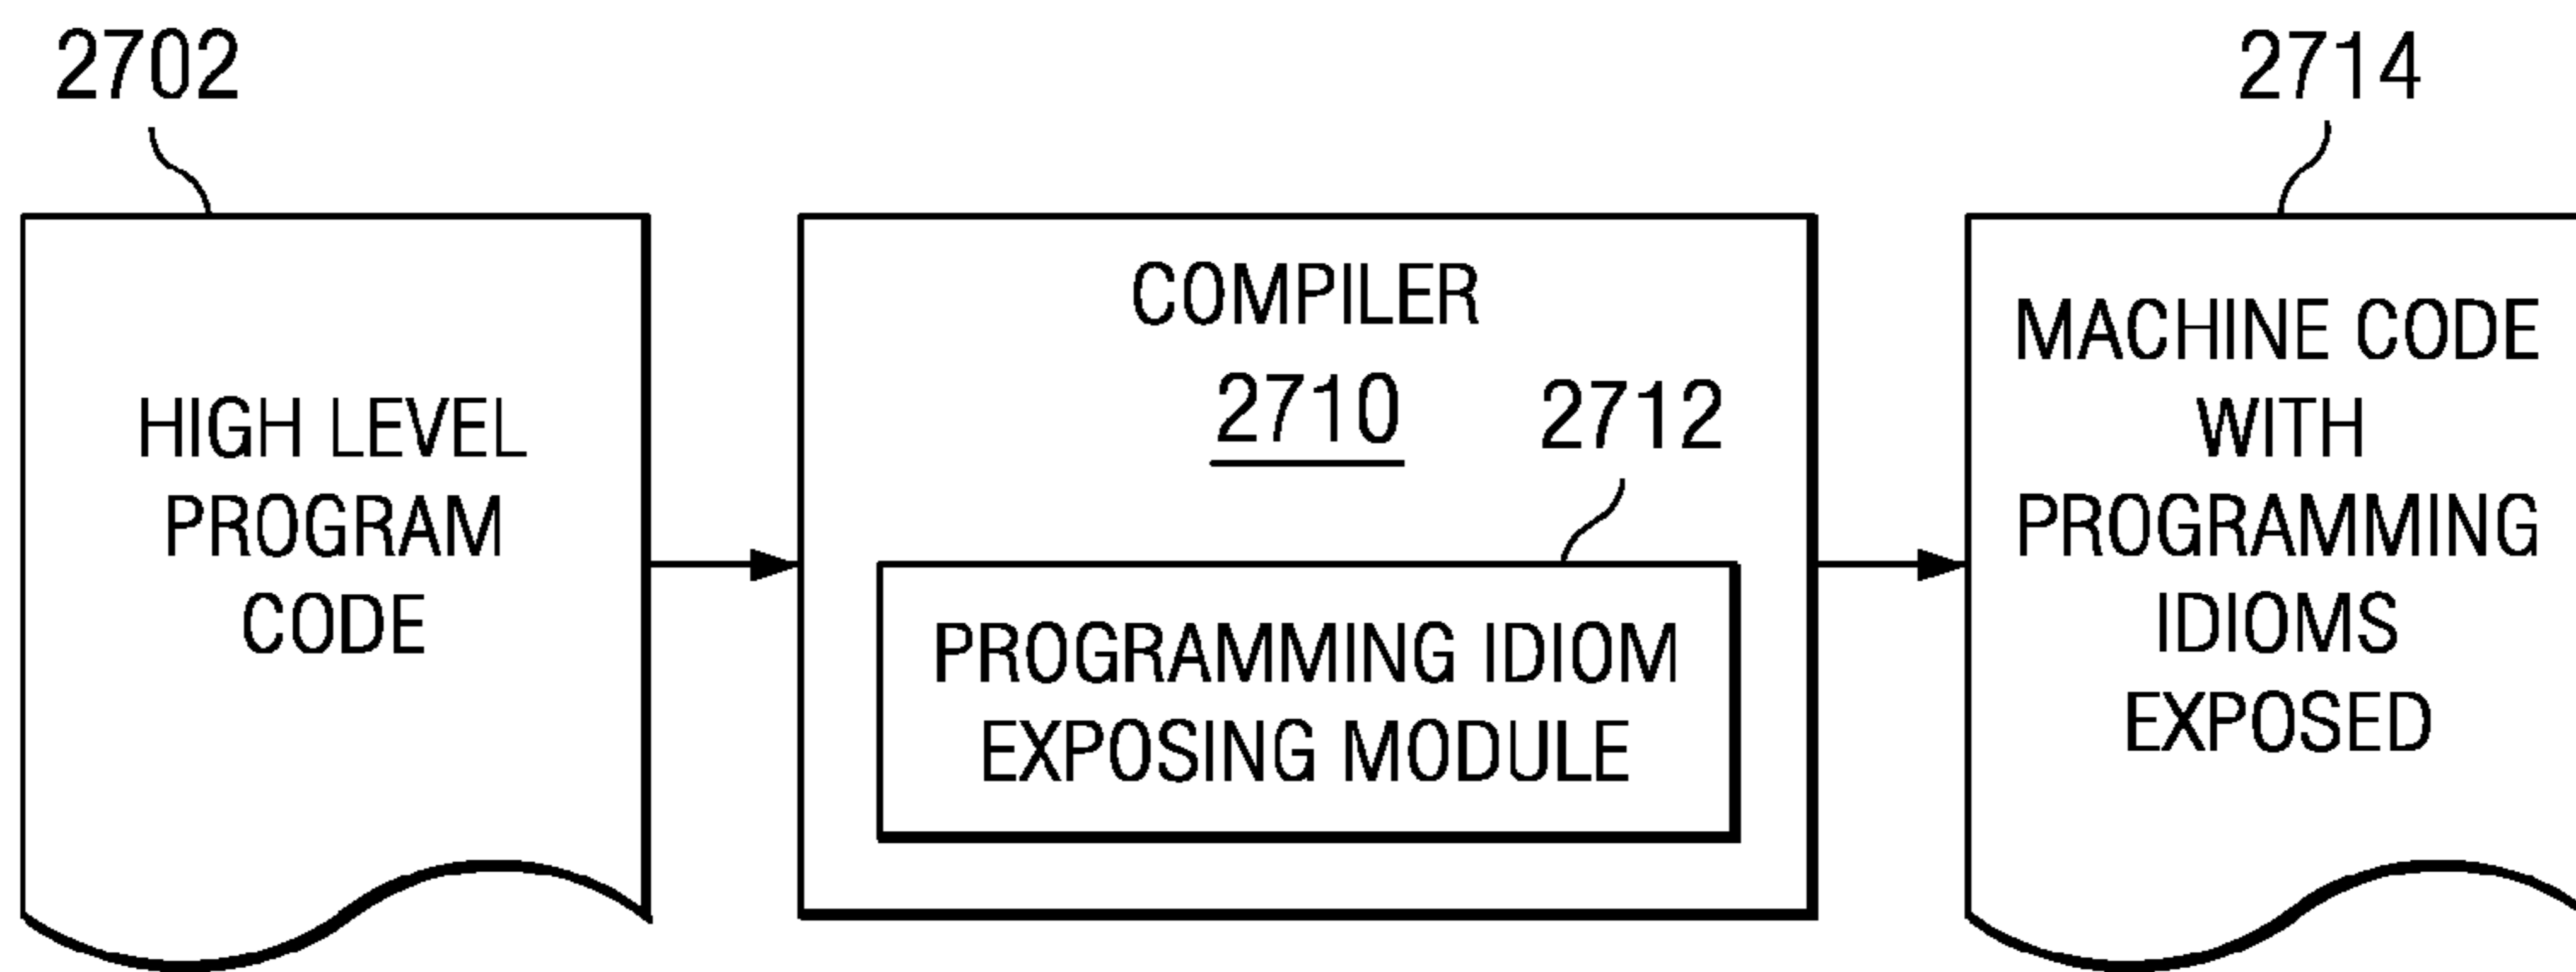 2702
HIGH LEVEL
PROGRAM
CODE
COMPILER
2710
2712
PROGRAMMING IDIOM
EXPOSING MODULE
2714
MACHINE CODE
WITH
PROGRAMMING
IDIOMS
EXPOSED